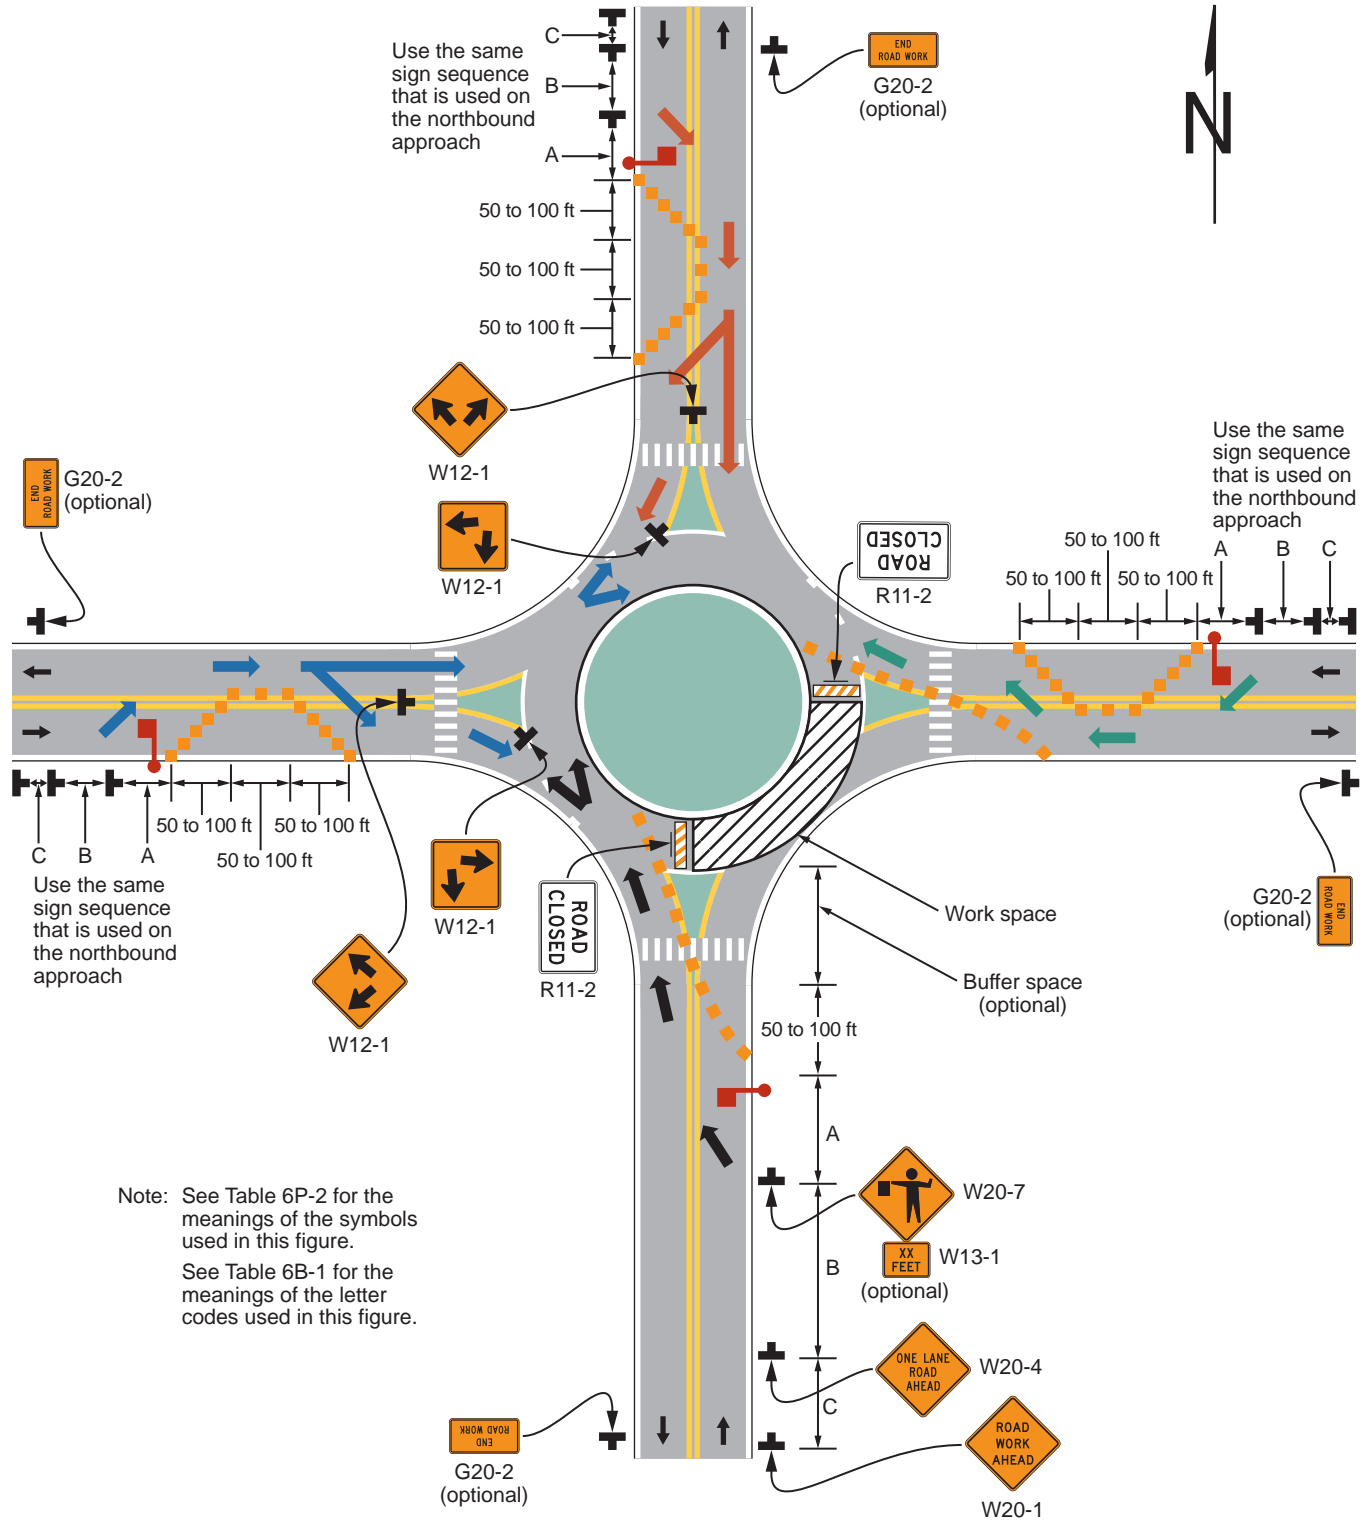 C
B
A
Use the same
sign sequence
that is used on
the northbound
approach
END
ROAD WORK
G20-2
(optional)
N
50 to 100 ft
50 to 100 ft
50 to 100 ft
W12-1
W12-1
END
ROAD WORK
G20-2
(optional)
ROAD
CLOSED
R11-2
Use the same
sign sequence
that is used on
the northbound
approach
50 to 100 ft
50 to 100 ft
50 to 100 ft
A
B
C
50 to 100 ft
50 to 100 ft
50 to 100 ft
C
B
A
Use the same
sign sequence
that is used on
the northbound
approach
W12-1
W12-1
ROAD
CLOSED
R11-2
Work space
Buffer space
(optional)
G20-2
(optional)
END
ROAD WORK
50 to 100 ft
A
B
C
W20-7
XX
FEET
W13-1
(optional)
ONE LANE
ROAD
AHEAD
W20-4
ROAD
WORK
AHEAD
W20-1
Note: See Table 6P-2 for the
meanings of the symbols
used in this figure.
See Table 6B-1 for the
meanings of the letter
codes used in this figure.
END
ROAD WORK
G20-2
(optional)